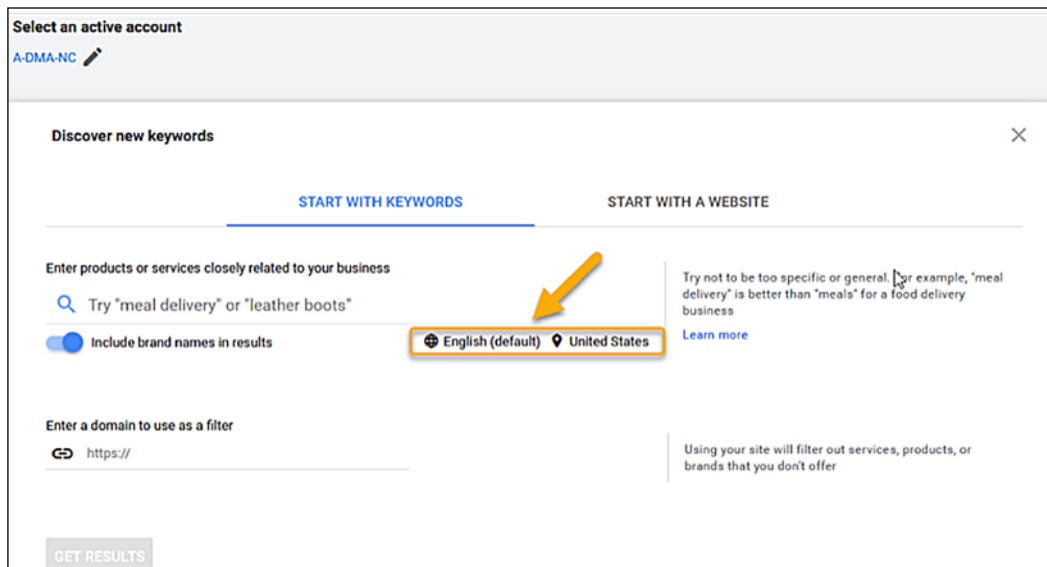 Select an active account
A-DMA-NC
Discover new keywords
START WITH KEYWORDS
START WITH A WEBSITE
Enter products or services closely related to your business
Try "meal delivery" or "leather boots"
Include brand names in results
English (default)
United States
Try not to be too specific or general. For example, "meal
delivery" is better than "meals" for a food delivery
business
Learn more
Enter a domain to use as a filter
https://
Using your site will filter out services, products, or
brands that you don't offer
GET RESULTS